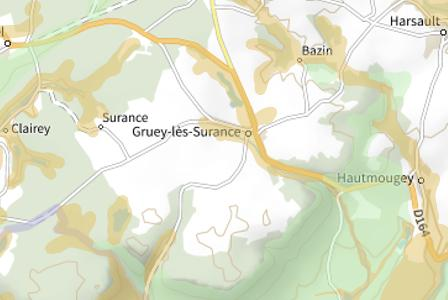 Harsault
Bazin
Surance
Clairey
Gruey-lès-Surance
Hautmougey
D164